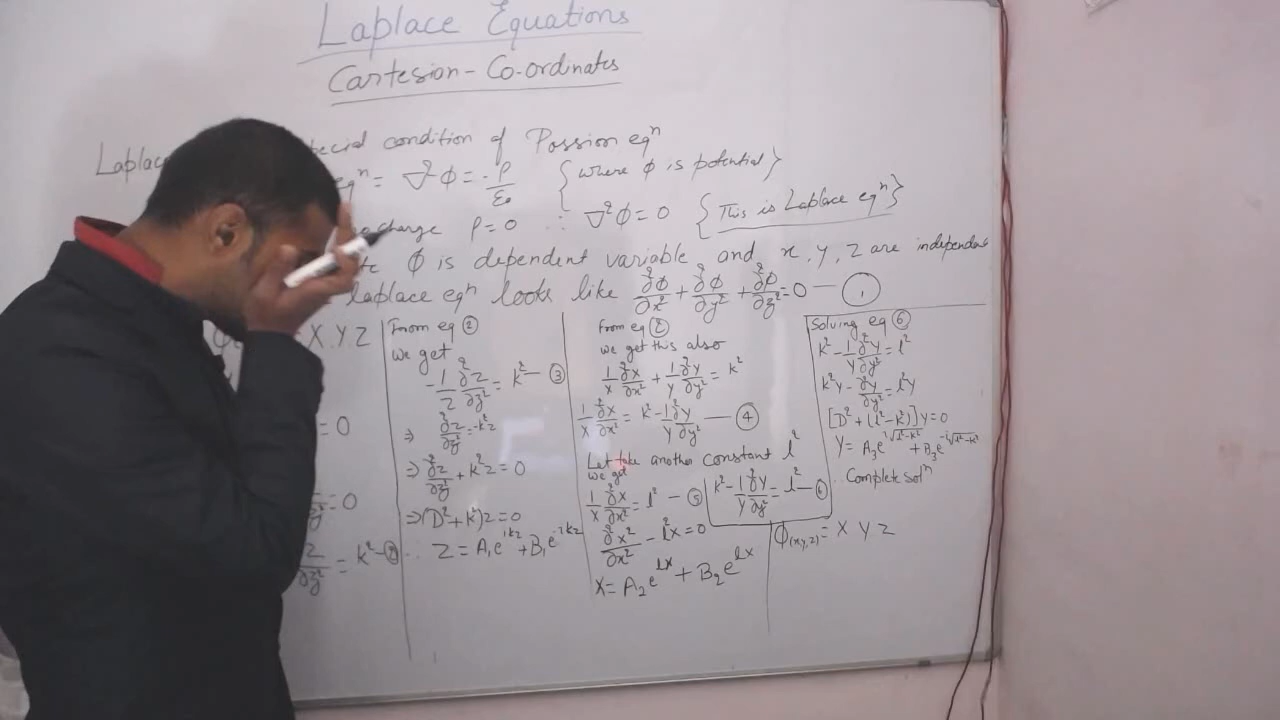 Laplace Equations
Cartesion - Co-ordinates
Laplac ecial condition of Possion eqⁿ
eqⁿ = ∇²φ = -ρ/ε₀ {where φ is potential}
charge ρ=0 ∴ ∇²φ=0 {This is Laplace eqⁿ}
φ is dependent variable and x, y, z are independent
laplace eqⁿ looks like ∂²φ/∂x² + ∂²φ/∂y² + ∂²φ/∂z² = 0 — ①
= X.Y Z
= 0
= 0
= k² — ②
From eq ②
we get
-1/Z ∂²Z/∂z² = k² — ③
⇒ ∂²z/∂z² = -k²z
⇒ ∂²z/∂z² + k²z = 0
⇒ (D²+k²)z = 0
∴ Z = A₁e^ikz + B₁e^-ikz
From eq ②
we get this also
1/X ∂²X/∂x² + 1/Y ∂²Y/∂y² = k²
1/X ∂²X/∂x² = k² - 1/Y ∂²Y/∂y² — ④
Let take another constant l²
we get
1/X ∂²X/∂x² = l² — ⑤
k² - 1/Y ∂²Y/∂y² = l² — ⑥
∂²x²/∂x² - l²x = 0
X = A₂e^lx + B₂e^lx
Solving eq ⑥
k² - 1/Y ∂²Y/∂y² = l²
k²Y - ∂²Y/∂y² = l²Y
[D² + (l²-k²)] Y = 0
Y = A₃e^i√(l²-k²) + B₃e^-i√(l²-k²)
Complete solⁿ
φ(x,y,z) = X Y Z